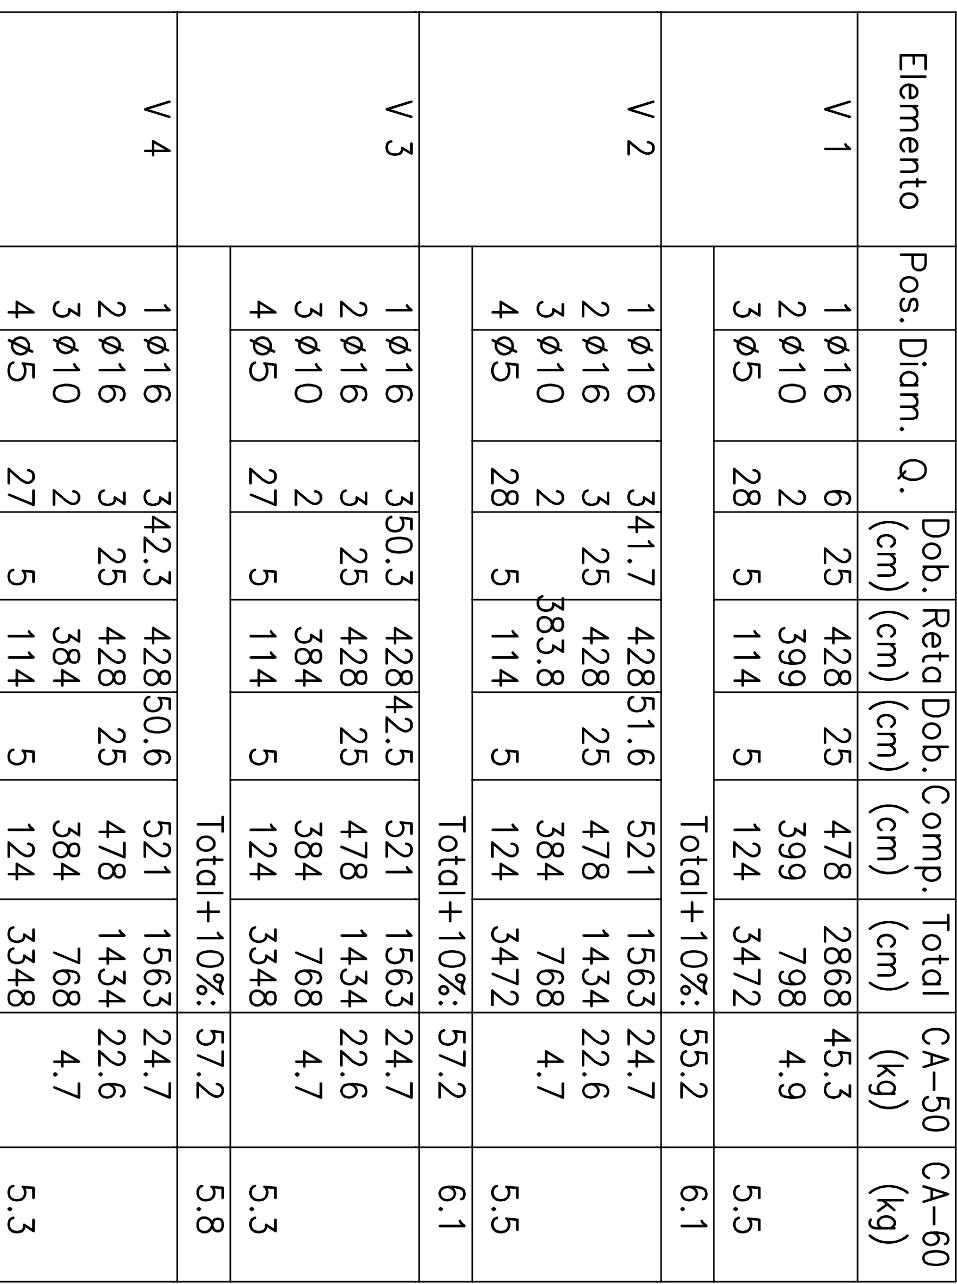 Elemento Pos. Diam. Q. Dob. (cm) Reta (cm) Dob. (cm) Comp. (cm) Total (cm) CA-50 (kg) CA-60 (kg)
V 1 1 ø16 6 25 428 25 478 2868 45.3
2 ø10 2 399 399 798 4.9
3 ø5 28 5 114 5 124 3472 5.5
Total+10%: 55.2 6.1
V 2 1 ø16 3 41.7 428 51.6 521 1563 24.7
2 ø16 3 25 428 25 478 1434 22.6
3 ø10 2 383.8 384 768 4.7
4 ø5 28 5 114 5 124 3472 5.5
Total+10%: 57.2 6.1
V 3 1 ø16 3 50.3 428 42.5 521 1563 24.7
2 ø16 3 25 428 25 478 1434 22.6
3 ø10 2 384 384 768 4.7
4 ø5 27 5 114 5 124 3348 5.3
Total+10%: 57.2 5.8
V 4 1 ø16 3 42.3 428 50.6 521 1563 24.7
2 ø16 3 25 428 25 478 1434 22.6
3 ø10 2 384 384 768 4.7
4 ø5 27 5 114 5 124 3348 5.3